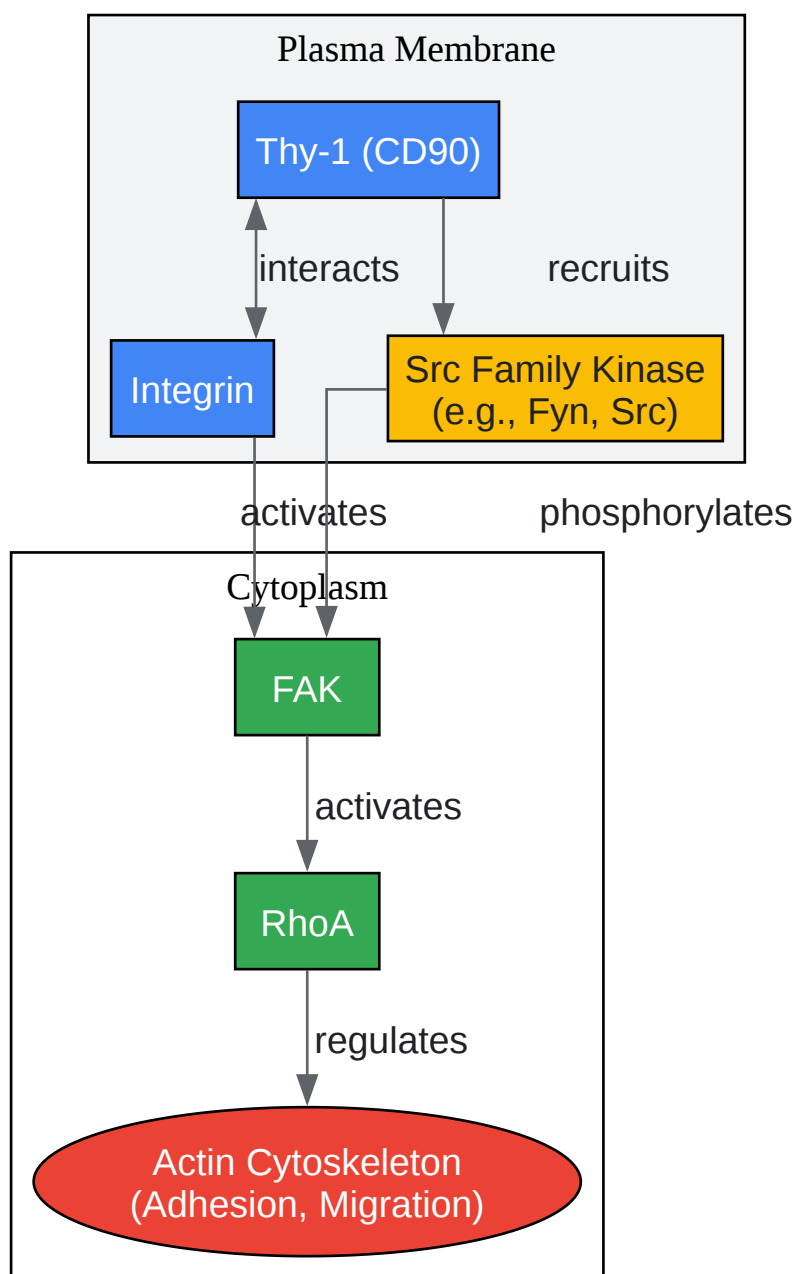 Plasma Membrane
Thy-1 (CD90)
interacts
recruits
Integrin
Src Family Kinase
(e.g., Fyn, Src)
activates
phosphorylates
Cytoplasm
FAK
activates
RhoA
regulates
Actin Cytoskeleton
(Adhesion, Migration)